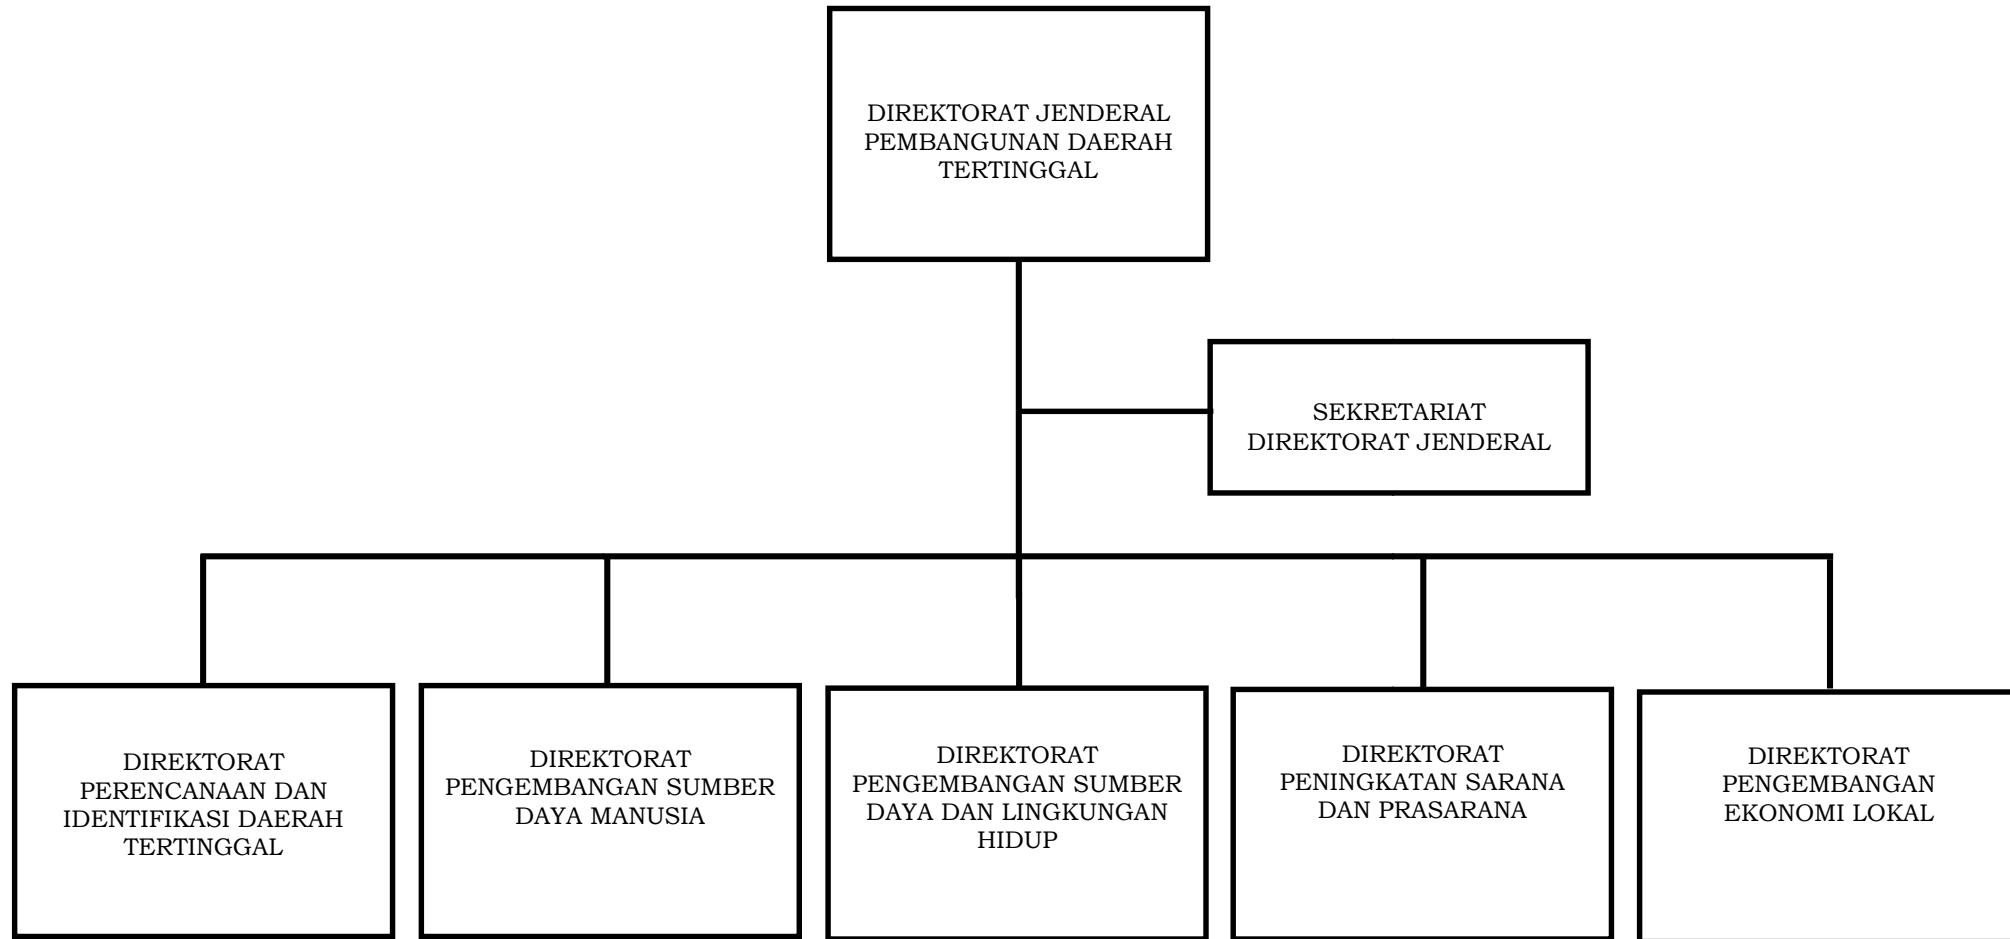 DIREKTORAT JENDERAL
PEMBANGUNAN DAERAH
TERTINGGAL
SEKRETARIAT
DIREKTORAT JENDERAL
DIREKTORAT
PERENCANAAN DAN
IDENTIFIKASI DAERAH
TERTINGGAL
DIREKTORAT
PENGEMBANGAN SUMBER
DAYA MANUSIA
DIREKTORAT
PENGEMBANGAN SUMBER
DAYA DAN LINGKUNGAN
HIDUP
DIREKTORAT
PENINGKATAN SARANA
DAN PRASARANA
DIREKTORAT
PENGEMBANGAN
EKONOMI LOKAL